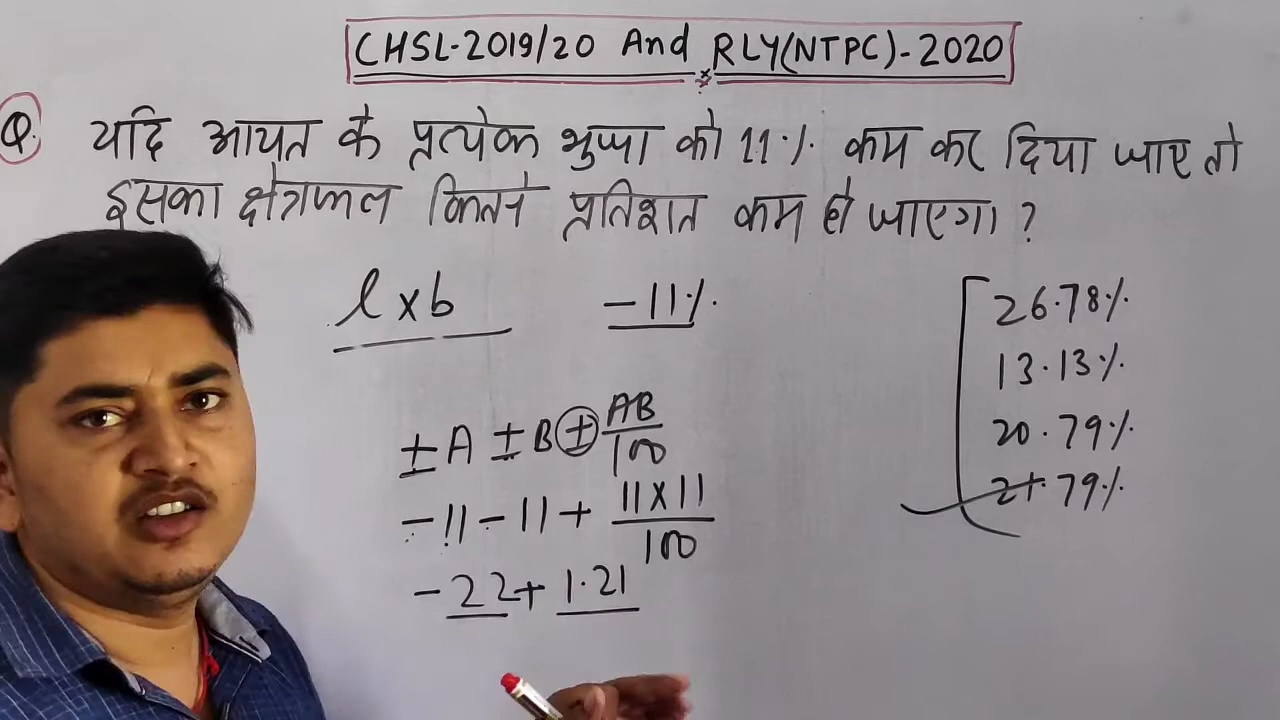 CHSL-2019/20 And RLY(NTPC)-2020
Q. यदि आयत के प्रत्येक भुजा को 11% कम कर दिया जाए तो
इसका क्षेत्रफल कितने प्रतिशत कम हो जाएगा ?
l x b
-11%
26.78%
13.13%
20.79%
21.79%
±A ±B ± AB/100
-11-11+ 11x11/100
-22+ 1.21